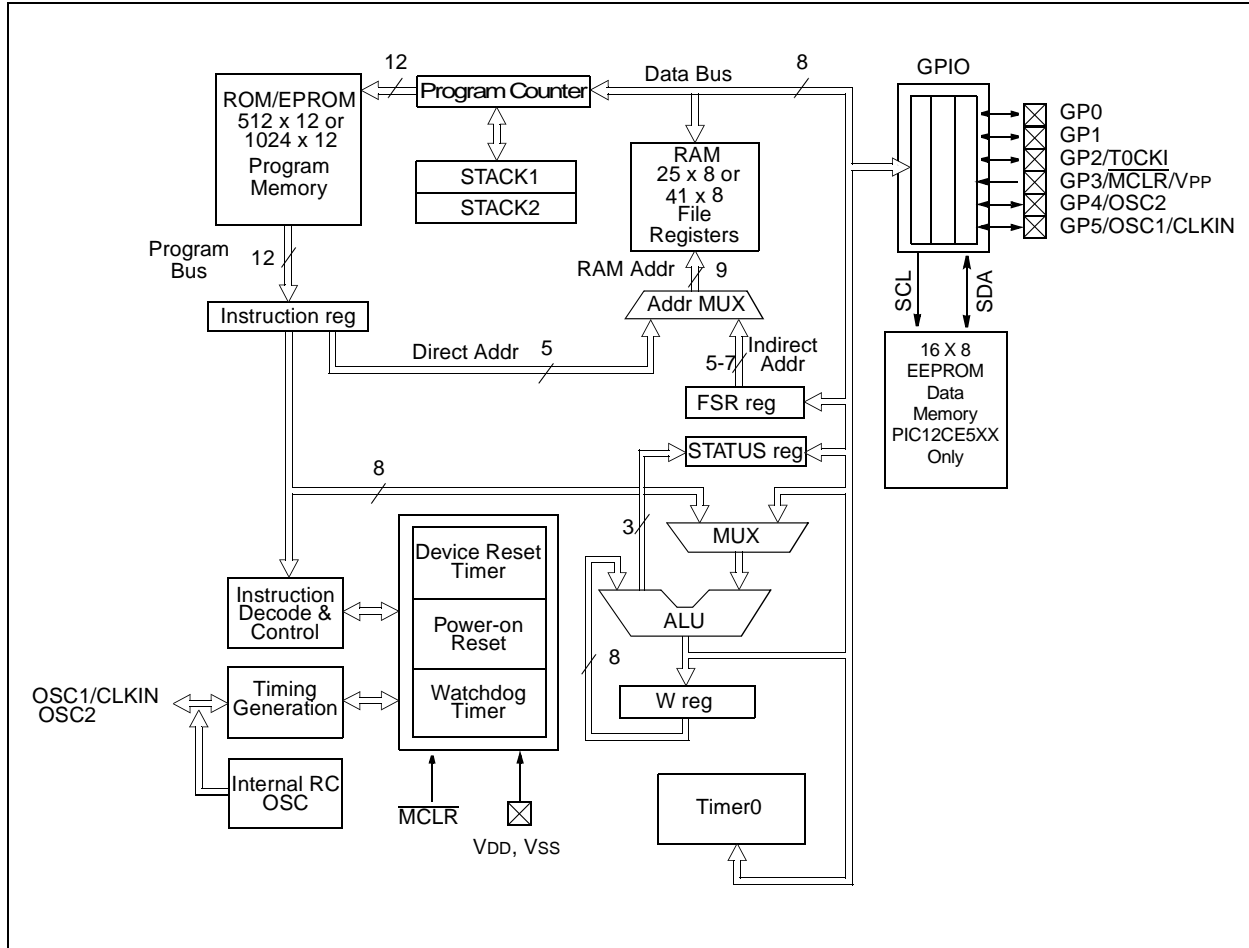 12
Program Counter
Data Bus
8
GPIO
ROM/EPROM
512 x 12 or
1024 x 12
Program
Memory
STACK1
STACK2
RAM
25 x 8 or
41 x 8
File
Registers
GP0
GP1
GP2/T0CKI
GP3/MCLR/VPP
GP4/OSC2
GP5/OSC1/CLKIN
Program
Bus
12
RAM Addr
9
SCL
SDA
Instruction reg
Addr MUX
Direct Addr
5
5-7
Indirect
Addr
16 X 8
EEPROM
Data
Memory
PIC12CE5XX
Only
FSR reg
STATUS reg
8
3
MUX
Device Reset
Timer
Instruction
Decode &
Control
Power-on
Reset
ALU
8
OSC1/CLKIN
OSC2
Timing
Generation
Watchdog
Timer
W reg
Internal RC
OSC
MCLR
VDD, VSS
Timer0